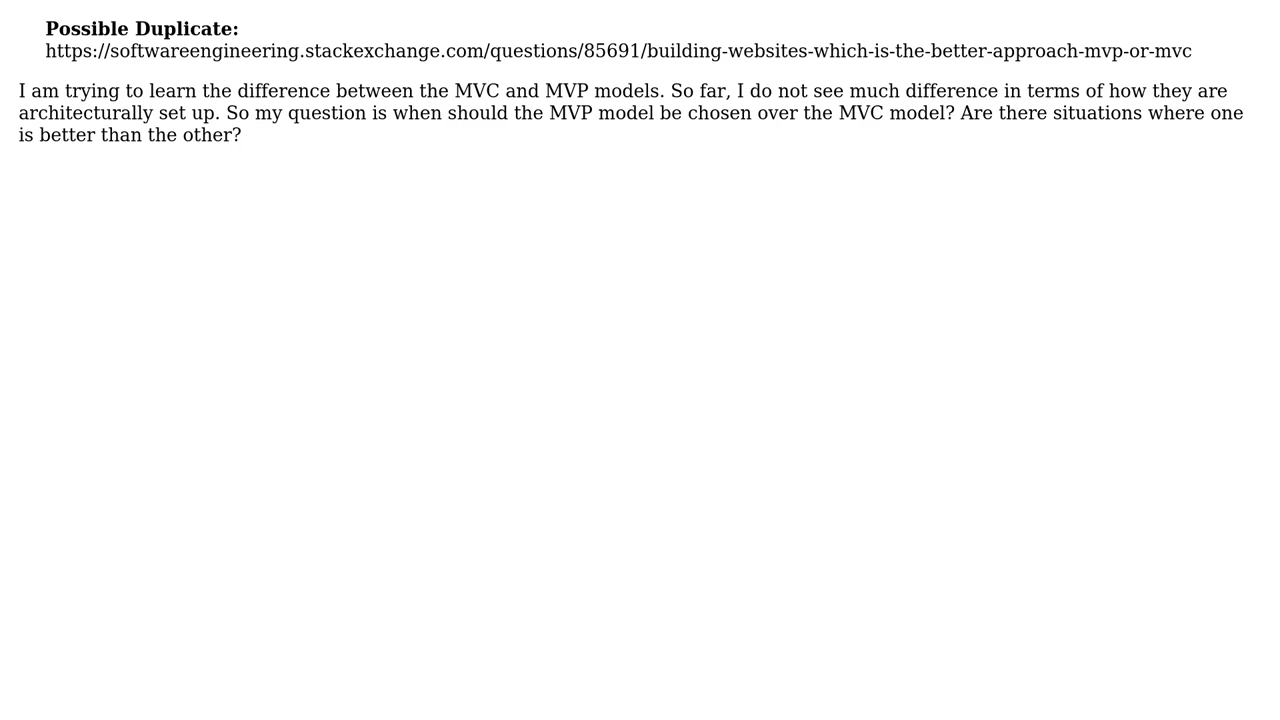 Possible Duplicate:
https://softwareengineering.stackexchange.com/questions/85691/building-websites-which-is-the-better-approach-mvp-or-mvc
I am trying to learn the difference between the MVC and MVP models. So far, I do not see much difference in terms of how they are
architecturally set up. So my question is when should the MVP model be chosen over the MVC model? Are there situations where one
is better than the other?